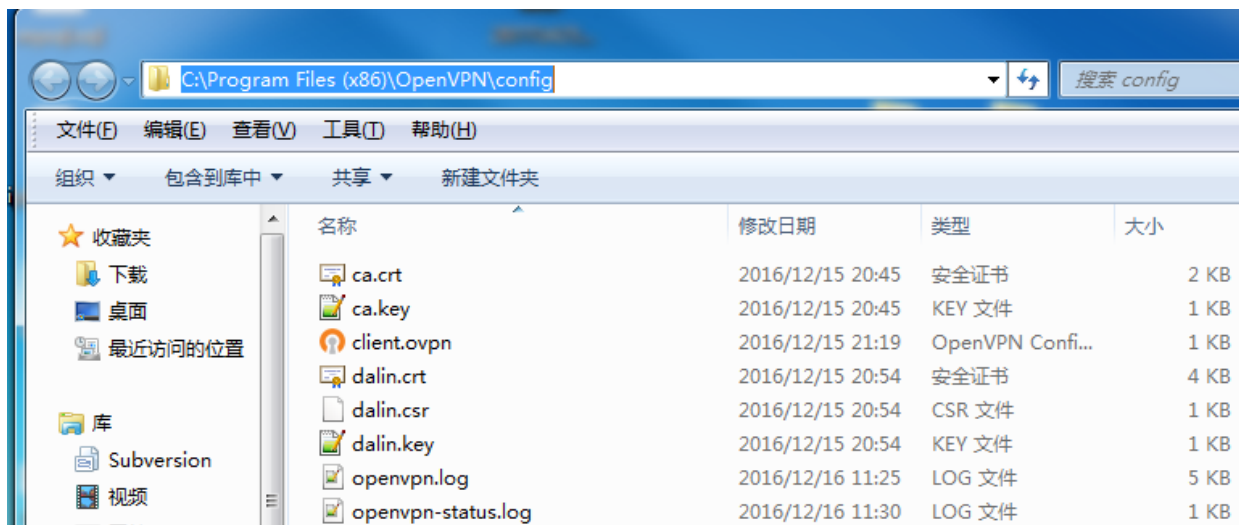 C:\Program Files (x86)\OpenVPN\config
搜索 config
文件(F) 编辑(E) 查看(V) 工具(T) 帮助(H)
组织 包含到库中 共享 新建文件夹
收藏夹
下载
桌面
最近访问的位置
库
Subversion
视频
名称 修改日期 类型 大小
ca.crt 2016/12/15 20:45 安全证书 2 KB
ca.key 2016/12/15 20:45 KEY 文件 1 KB
client.ovpn 2016/12/15 21:19 OpenVPN Confi... 1 KB
dalin.crt 2016/12/15 20:54 安全证书 4 KB
dalin.csr 2016/12/15 20:54 CSR 文件 1 KB
dalin.key 2016/12/15 20:54 KEY 文件 1 KB
openvpn.log 2016/12/16 11:25 LOG 文件 5 KB
openvpn-status.log 2016/12/16 11:30 LOG 文件 1 KB